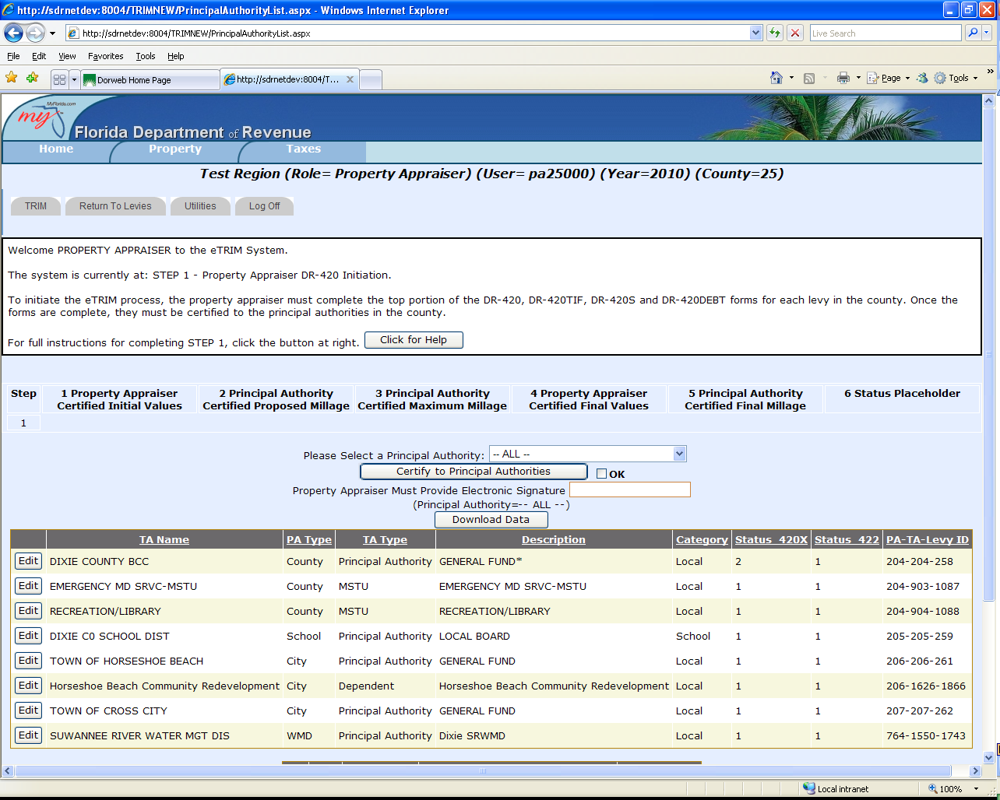 http://sdrnetdev:8004/TRIMNEW/PrincipalAuthorityList.aspx - Windows Internet Explorer
http://sdrnetdev:8004/TRIMNEW/PrincipalAuthorityList.aspx
Live Search
File Edit View Favorites Tools Help
Dorweb Home Page http://sdrnetdev:8004/T... Page Tools
MyFlorida.com
my
Florida Department of Revenue
Home Property Taxes
Test Region (Role= Property Appraiser) (User= pa25000) (Year=2010) (County=25)
TRIM Return To Levies Utilities Log Off
Welcome PROPERTY APPRAISER to the eTRIM System.
The system is currently at: STEP 1 - Property Appraiser DR-420 Initiation.
To initiate the eTRIM process, the property appraiser must complete the top portion of the DR-420, DR-420TIF, DR-420S and DR-420DEBT forms for each levy in the county. Once the
forms are complete, they must be certified to the principal authorities in the county.
For full instructions for completing STEP 1, click the button at right. Click for Help
Step 1 Property Appraiser 2 Principal Authority 3 Principal Authority 4 Property Appraiser 5 Principal Authority 6 Status Placeholder
Certified Initial Values Certified Proposed Millage Certified Maximum Millage Certified Final Values Certified Final Millage
1
Please Select a Principal Authority: -- ALL --
Certify to Principal Authorities OK
Property Appraiser Must Provide Electronic Signature
(Principal Authority=-- ALL --)
Download Data
TA Name PA Type TA Type Description Category Status_420X Status_422 PA-TA-Levy ID
Edit DIXIE COUNTY BCC County Principal Authority GENERAL FUND* Local 2 1 204-204-258
Edit EMERGENCY MD SRVC-MSTU County MSTU EMERGENCY MD SRVC-MSTU Local 1 1 204-903-1087
Edit RECREATION/LIBRARY County MSTU RECREATION/LIBRARY Local 1 1 204-904-1088
Edit DIXIE C0 SCHOOL DIST School Principal Authority LOCAL BOARD School 1 1 205-205-259
Edit TOWN OF HORSESHOE BEACH City Principal Authority GENERAL FUND Local 1 1 206-206-261
Edit Horseshoe Beach Community Redevelopment City Dependent Horseshoe Beach Community Redevelopment Local 1 1 206-1626-1866
Edit TOWN OF CROSS CITY City Principal Authority GENERAL FUND Local 1 1 207-207-262
Edit SUWANNEE RIVER WATER MGT DIS WMD Principal Authority Dixie SRWMD Local 1 1 764-1550-1743
Local intranet 100%